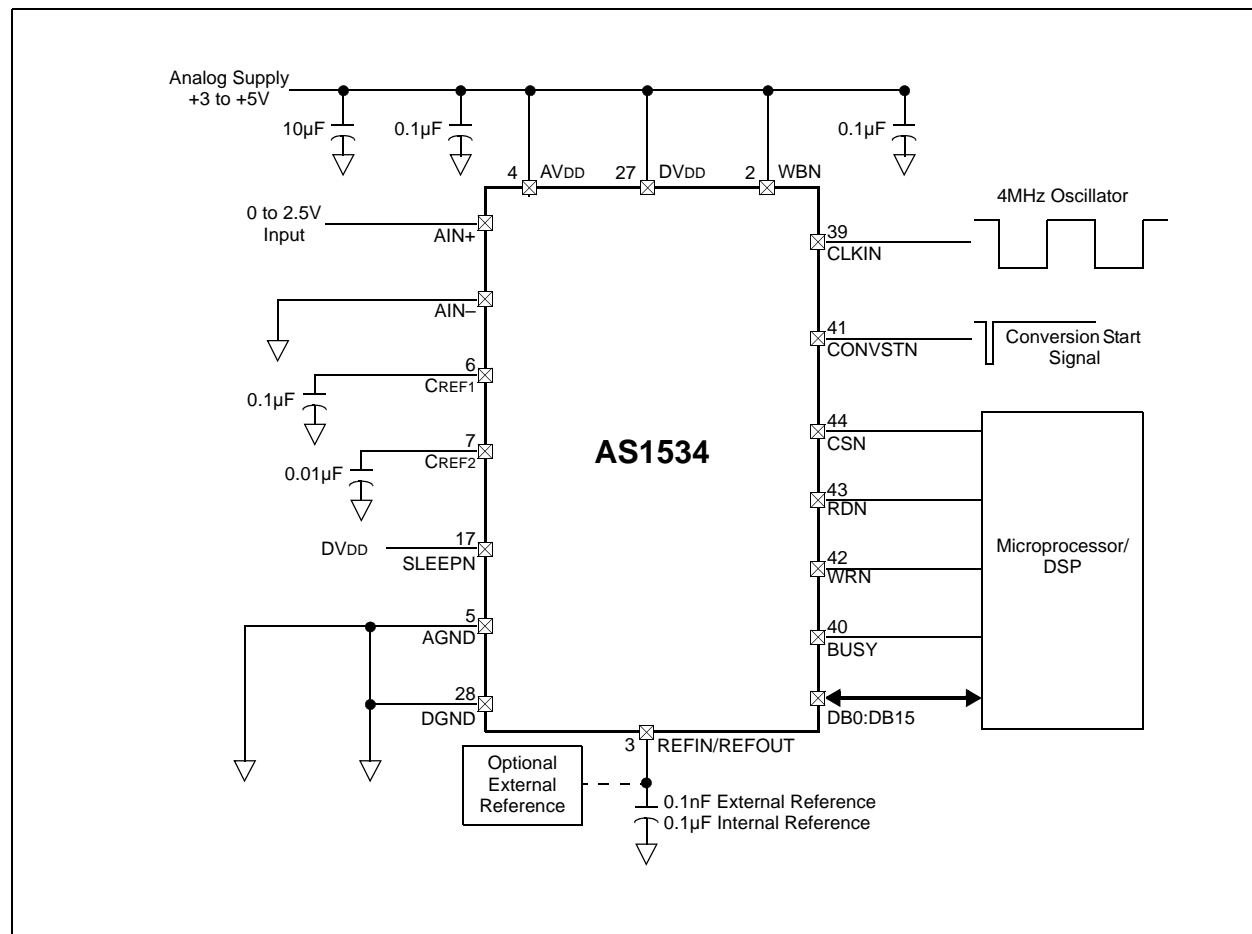 Analog Supply
+3 to +5V
10µF
0.1µF
0.1µF
4 AVDD
27 DVDD
2 WBN
0 to 2.5V
Input
AIN+
AIN–
6
CREF1
0.1µF
7
CREF2
0.01µF
DVDD
17
SLEEPN
5
AGND
28
DGND
AS1534
4MHz Oscillator
39
CLKIN
41
CONVSTN
Conversion Start
Signal
44
CSN
43
RDN
42
WRN
40
BUSY
DB0:DB15
Microprocessor/
DSP
3 REFIN/REFOUT
Optional
External
Reference
0.1nF External Reference
0.1µF Internal Reference